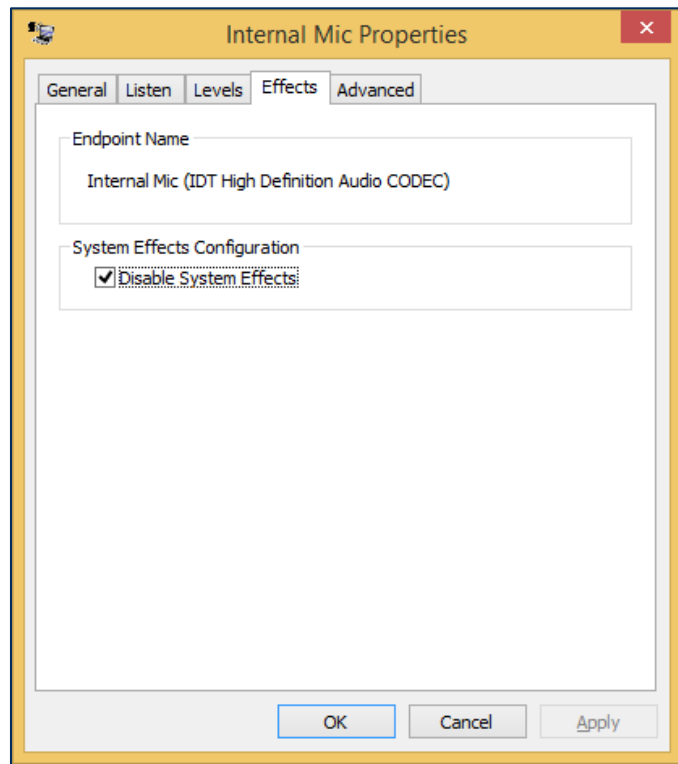 Internal Mic Properties
General Listen Levels Effects Advanced
Endpoint Name
Internal Mic (IDT High Definition Audio CODEC)
System Effects Configuration
Disable System Effects
OK Cancel Apply